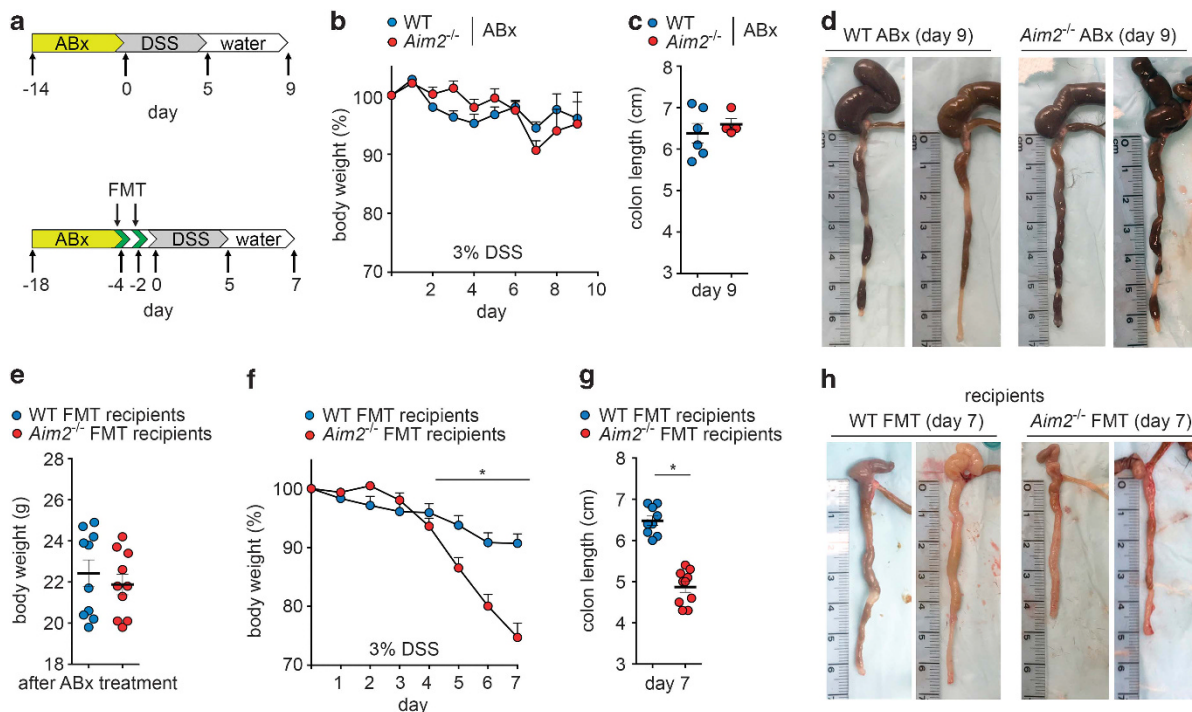 a
ABx DSS water
-14 0 5 9
day
FMT
ABx DSS water
-18 -4 -2 0 5 7
day
b
WT
Aim2-/- ABx
body weight (%)
100
90
80
70
3% DSS
2 4 6 8 10
day
c
WT
Aim2-/- ABx
colon length (cm)
8
7
6
5
4
3
day 9
d
WT ABx (day 9) Aim2-/- ABx (day 9)
e
WT FMT recipients
Aim2-/- FMT recipients
body weight (g)
28
26
24
22
20
18
after ABx treatment
f
WT FMT recipients
Aim2-/- FMT recipients
body weight (%)
100
90
80
70
*
3% DSS
1 2 3 4 5 6 7
day
g
WT FMT recipients
Aim2-/- FMT recipients
colon length (cm)
8
7
6
5
4
3
*
day 7
h
recipients
WT FMT (day 7) Aim2-/- FMT (day 7)